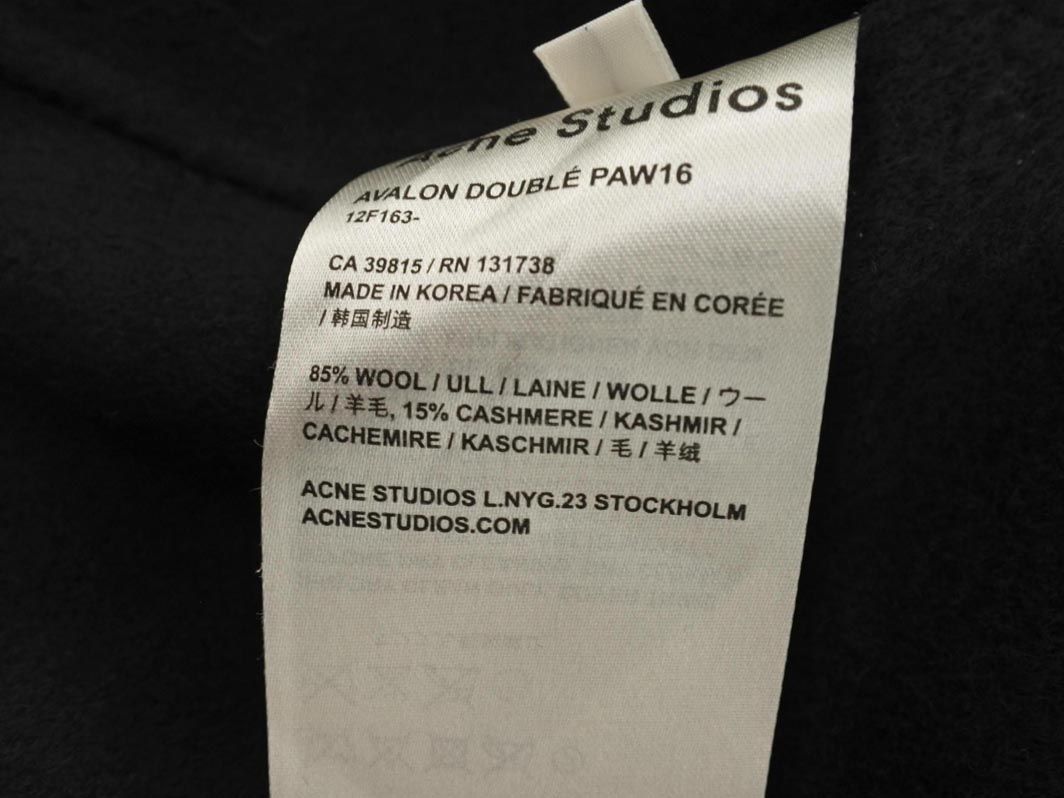 Acne Studios
AVALON DOUBLÉ PAW16
12F163-
CA 39815 / RN 131738
MADE IN KOREA / FABRIQUÉ EN CORÉE
/ 韩国制造
85% WOOL / ULL / LAINE / WOLLE / ウー
ル / 羊毛, 15% CASHMERE / KASHMIR /
CACHEMIRE / KASCHMIR / 毛 / 羊绒
ACNE STUDIOS L.NYG.23 STOCKHOLM
ACNESTUDIOS.COM